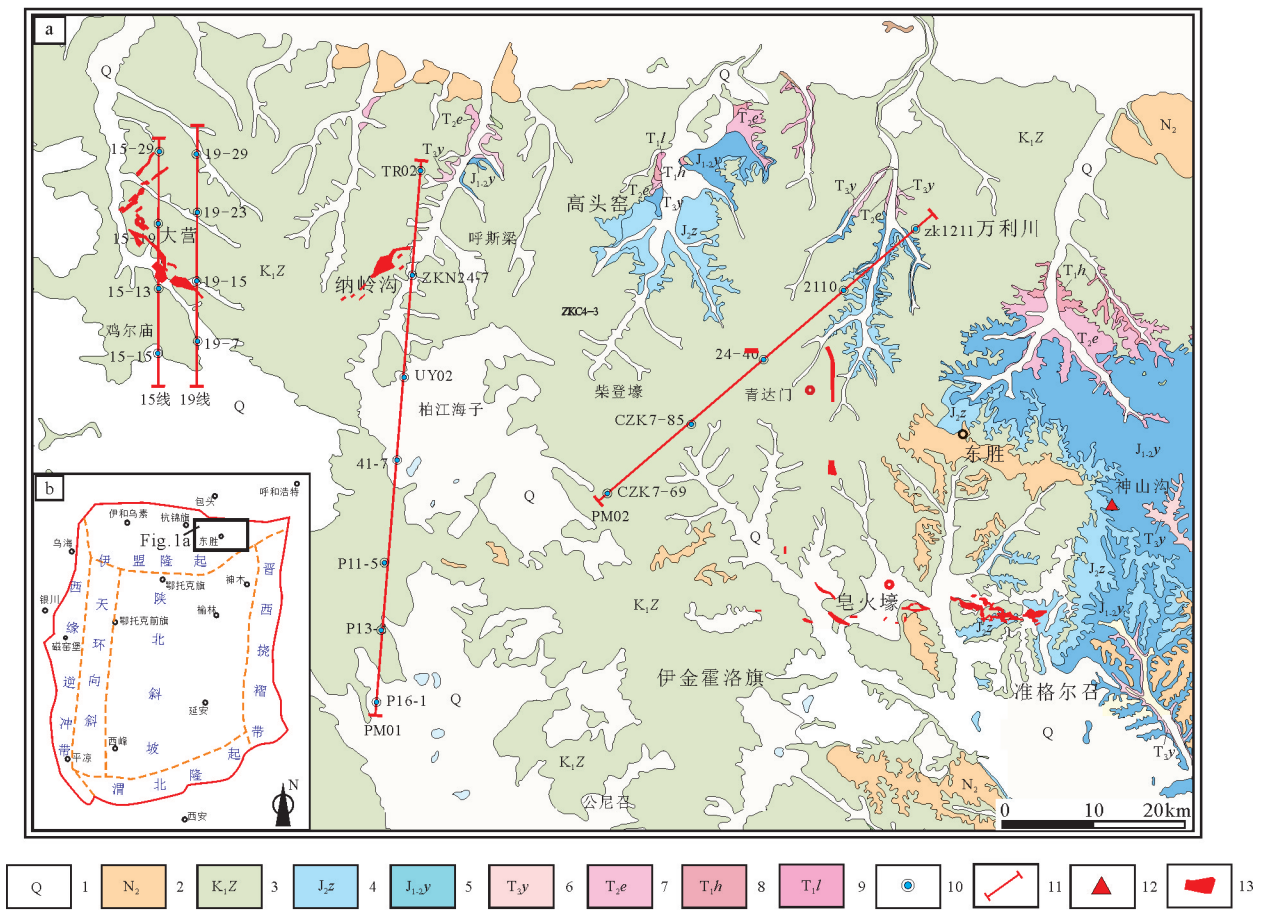 a
Q
Q
N₂
T₂e
T₁l
T₂e
K₁Z
Q
15-29
19-29
T₃y
TR02
J₁₋₂y
T₁h
J₁₋₂y
T₃y
T₃y
T₂e
高头窑
T₃y
T₂e
19-23
15-19
大营
呼斯梁
J₂z
zk1211
万利川
K₁Z
19-15
纳岭沟
ZKN24-7
2110
T₁h
15-13
ZKC4-3
鸡尔庙
19-7
T₂e
15-15
24-40
UY02
15线
19线
Q
柏江海子
柴登壕
青达门
J₂z
CZK7-85
东胜
J₁₋₂y
41-7
神山沟
Q
CZK7-69
PM02
Q
T₃y
P11-5
J₂z
K₁Z
皂火壕
J₁₋₂y
P13-
J₂z
伊金霍洛旗
准格尔召
P16-1
Q
PM01
Q
T₃y
K₁Z
N₂
公尼召
0
10
20km
b
呼和浩特
包头
伊和乌素
杭锦旗
Fig.1a
东胜
乌海
伊盟隆起
鄂托克旗
神木
银川
榆林
鄂托克前旗
磁窑堡
西缘逆冲带
天环向斜
陕北斜坡
晋西挠褶带
延安
西峰
平凉
渭北隆起
西安
N
Q 1
N₂ 2
K₁Z 3
J₂z 4
J₁₋₂y 5
T₃y 6
T₂e 7
T₁h 8
T₁l 9
10
11
12
13